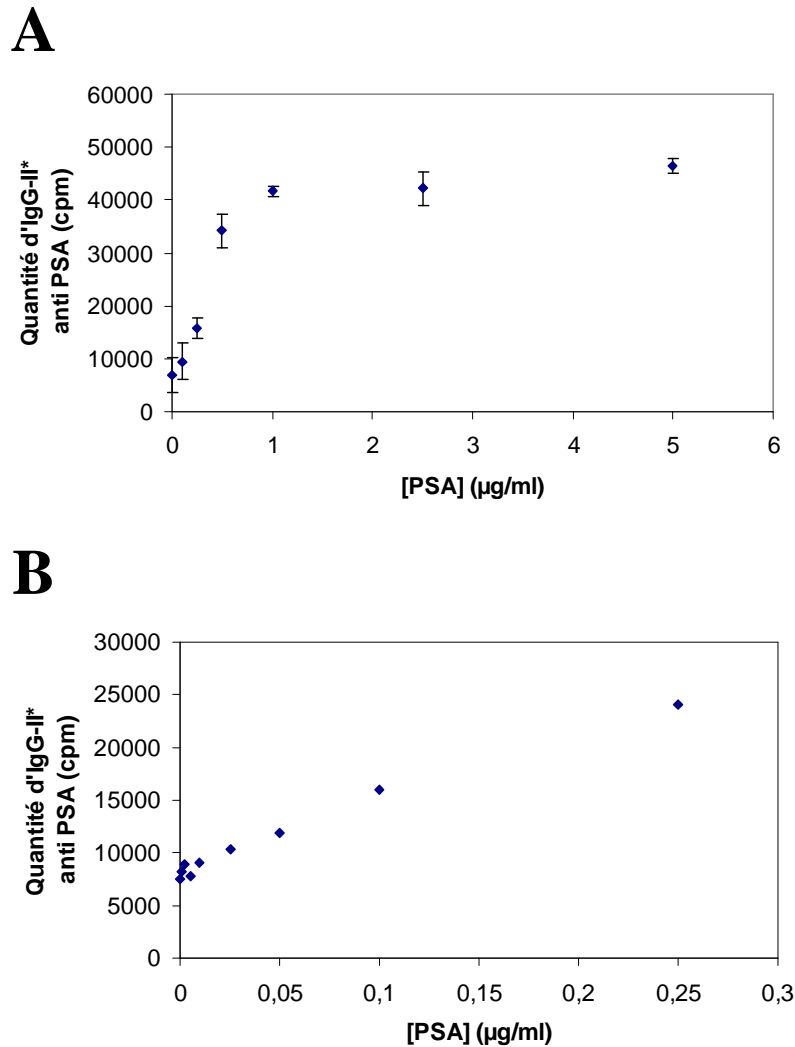 A
60000
50000
40000
30000
20000
10000
0
Quantité d'IgG-II*
anti PSA (cpm)
0 1 2 3 4 5 6
[PSA] (µg/ml)
B
30000
25000
20000
15000
10000
5000
0
Quantité d'IgG-II*
anti PSA (cpm)
0 0,05 0,1 0,15 0,2 0,25 0,3
[PSA] (µg/ml)